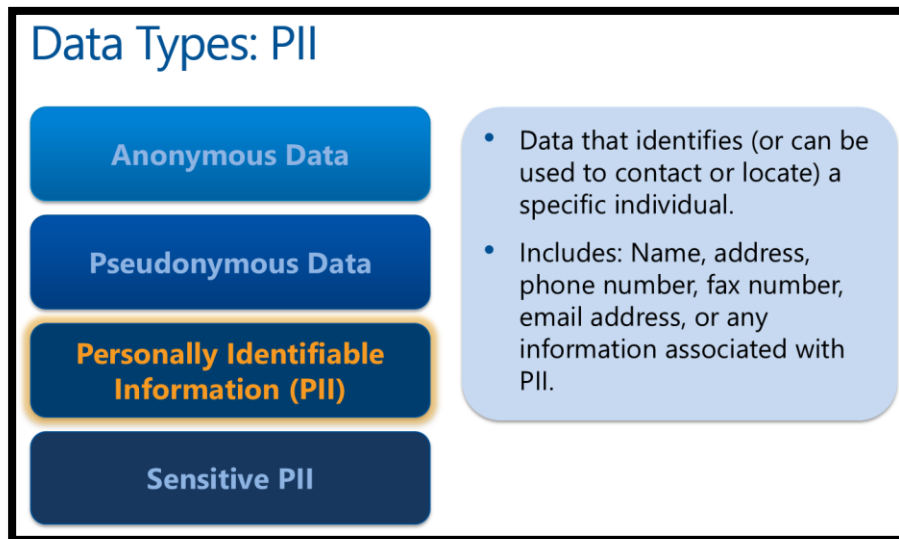 Data Types: PII
Anonymous Data
Pseudonymous Data
Personally Identifiable
Information (PII)
Sensitive PII
• Data that identifies (or can be
used to contact or locate) a
specific individual.
• Includes: Name, address,
phone number, fax number,
email address, or any
information associated with
PII.